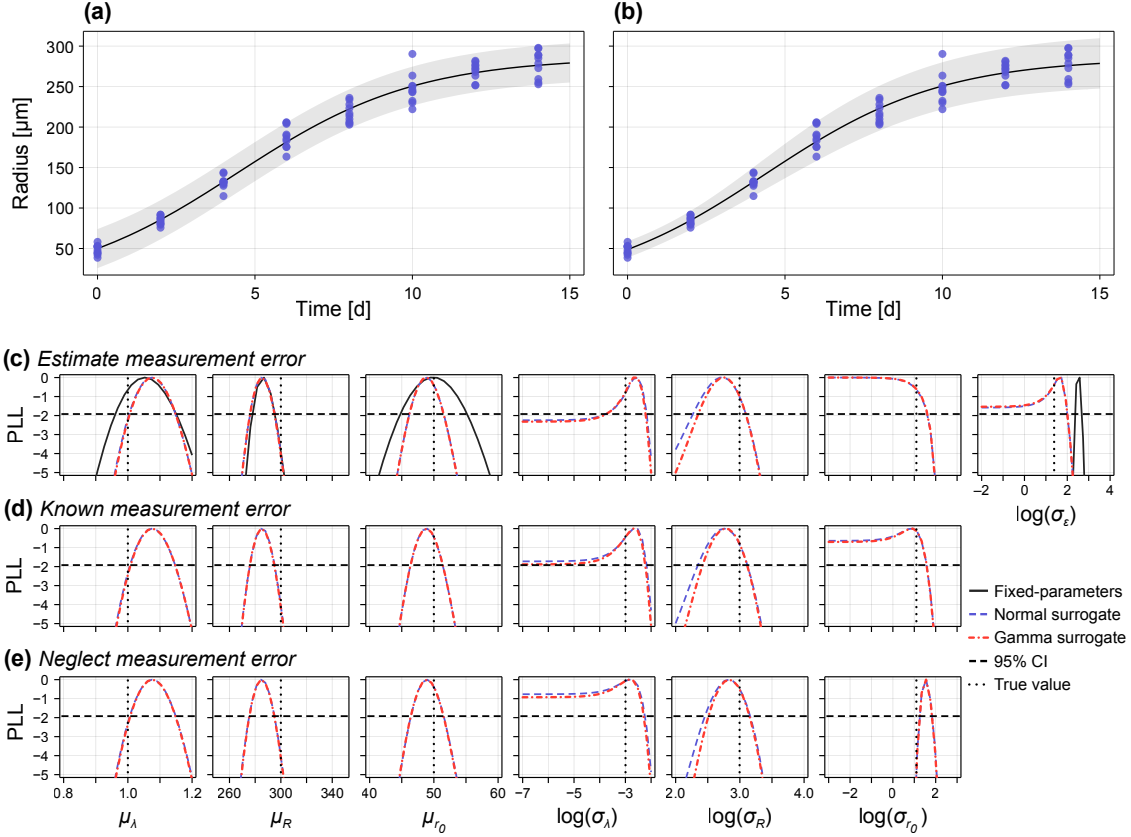 (a)
(b)
Radius [µm]
300
250
200
150
100
50
0
5
10
15
0
5
10
15
Time [d]
Time [d]
(c) Estimate measurement error
PLL
0
−1
−2
−3
−4
−5
−2
0
2
4
log(σε)
(d) Known measurement error
PLL
0
−1
−2
−3
−4
−5
(e) Neglect measurement error
PLL
0
−1
−2
−3
−4
−5
0.8
1.0
1.2
260
300
340
40
50
60
−7
−5
−3
−1
2.0
3.0
4.0
−3
−1
0
1
3
μλ
μR
μr0
log(σλ)
log(σR)
log(σr0)
Fixed-parameters
Normal surrogate
Gamma surrogate
95% CI
True value